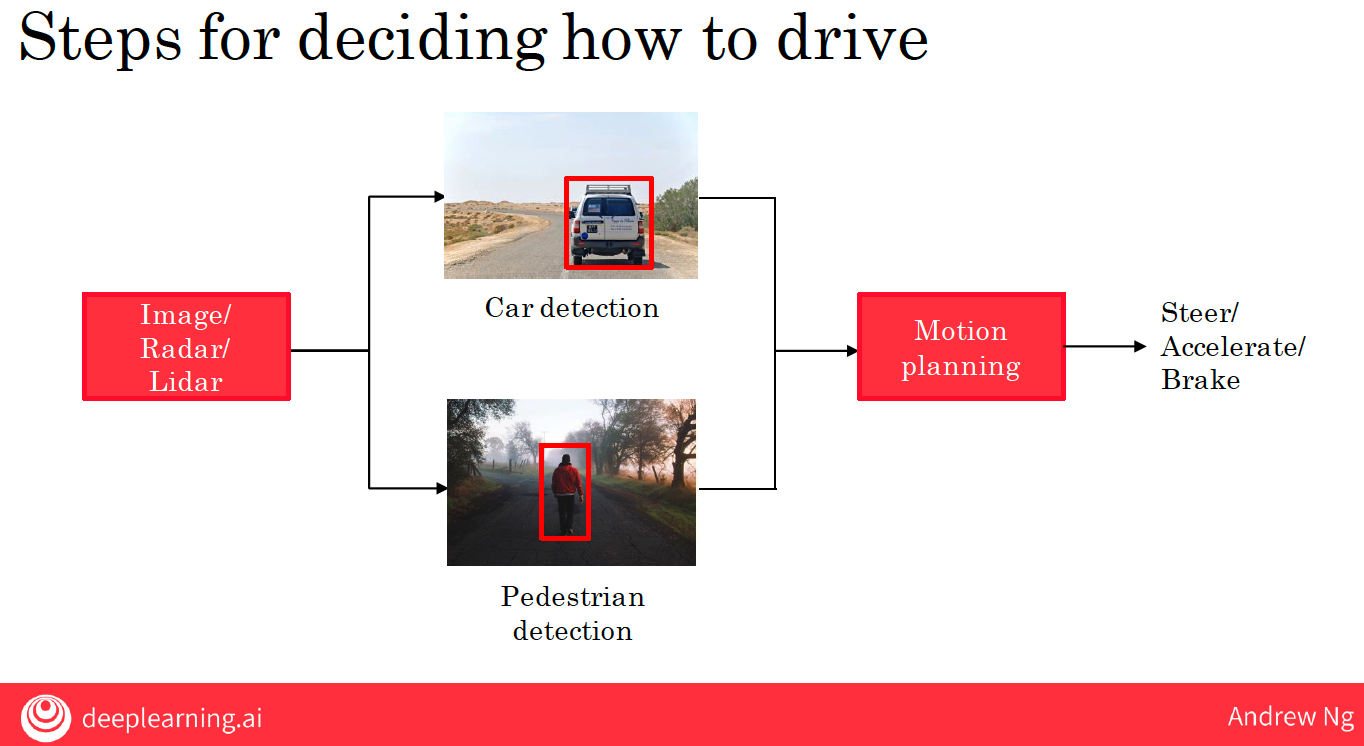 Steps for deciding how to drive
Image/
Radar/
Lidar
Car detection
Pedestrian
detection
Motion
planning
Steer/
Accelerate/
Brake
deeplearning.ai
Andrew Ng